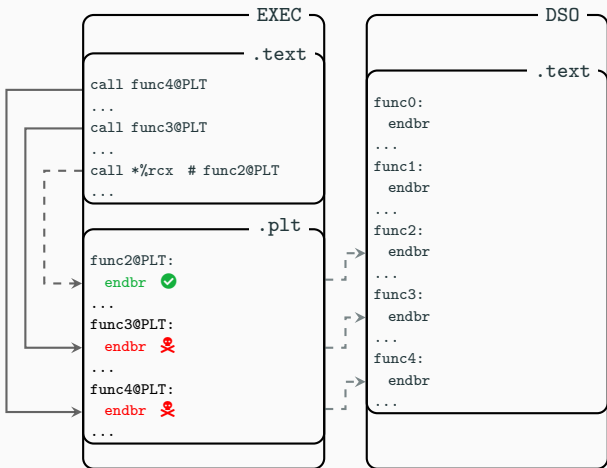 EXEC
.text
call func4@PLT
...
call func3@PLT
...
call *%rcx  # func2@PLT
...
.plt
func2@PLT:
  endbr
...
func3@PLT:
  endbr
...
func4@PLT:
  endbr
...
DSO
.text
func0:
  endbr
...
func1:
  endbr
...
func2:
  endbr
...
func3:
  endbr
...
func4:
  endbr
...